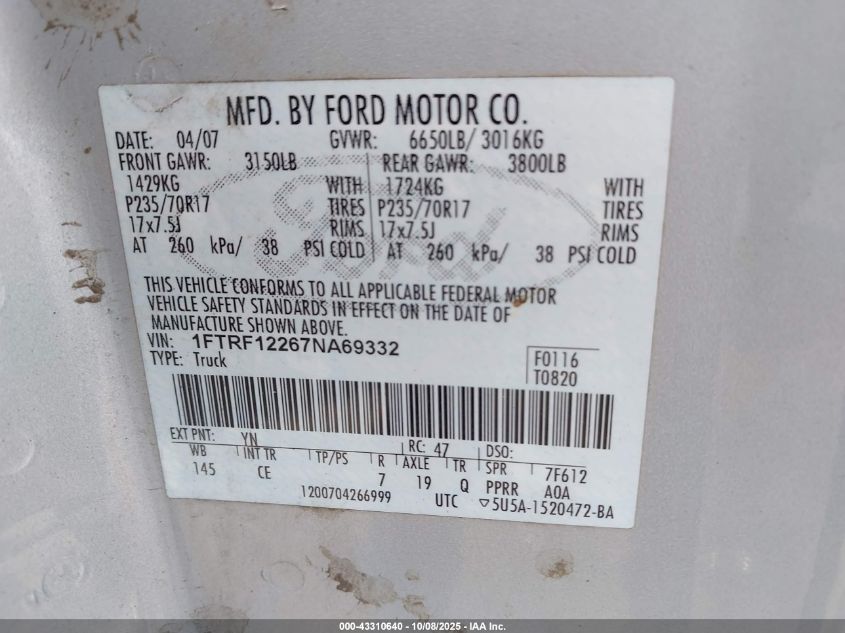 MFD. BY FORD MOTOR CO.
DATE: 04/07 GVWR: 6650LB/ 3016KG
FRONT GAWR: 3150LB REAR GAWR: 3800LB
1429KG WITH 1724KG WITH
P235/70R17 TIRES P235/70R17 TIRES
17x7.5J RIMS 17x7.5J RIMS
AT 260 kPa/ 38 PSI COLD AT 260 kPa/ 38 PSI COLD
Ford
THIS VEHICLE CONFORMS TO ALL APPLICABLE FEDERAL MOTOR
VEHICLE SAFETY STANDARDS IN EFFECT ON THE DATE OF
MANUFACTURE SHOWN ABOVE.
VIN: 1FTRF12267NA69332
TYPE: Truck
F0116
T0820
EXT PNT: YN RC: 47 DSO:
WB INT TR TP/PS R AXLE TR SPR 7F612
145 CE 7 19 Q PPRR AOA
1200704266999 UTC ▽5U5A-1520472-BA
000-43310640 - 10/08/2025 - IAA Inc.